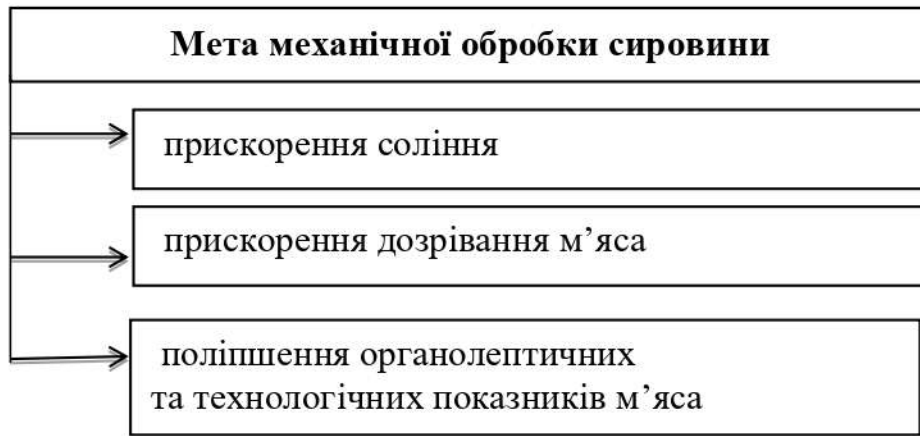 Мета механічної обробки сировини
прискорення соління
прискорення дозрівання м’яса
поліпшення органолептичних
та технологічних показників м’яса